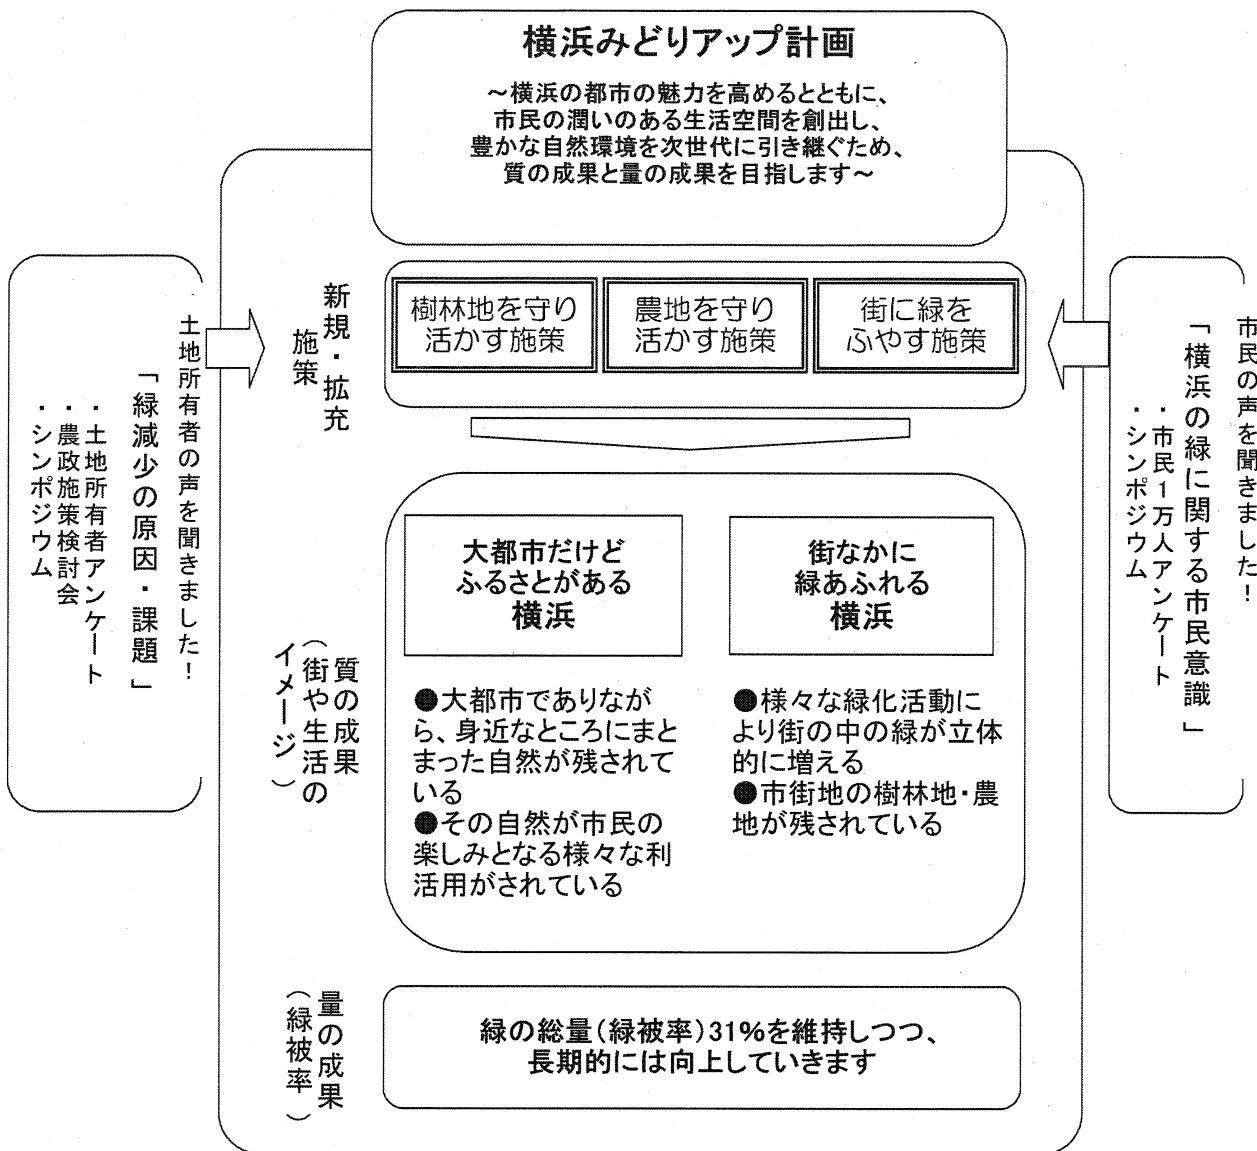 横浜みどりアップ計画
～横浜の都市の魅力を高めるとともに、
市民の潤いのある生活空間を創出し、
豊かな自然環境を次世代に引き継ぐため、
質の成果と量の成果を目指します～
土地所有者の声を聞きました！
「緑減少の原因・課題」
・土地所有者アンケート
・農政施策検討会
・シンポジウム
新規・拡充
施策
樹林地を守り
活かす施策
農地を守り
活かす施策
街に緑を
ふやす施策
市民の声を聞きました！
「横浜の緑に関する市民意識」
・市民1万人アンケート
・シンポジウム
質の成果
（街や生活の
イメージ）
大都市だけど
ふるさとがある
横浜
●大都市でありなが
ら、身近なところにまと
まった自然が残されて
いる
●その自然が市民の
楽しみとなる様々な利
活用がされている
街なかに
緑あふれる
横浜
●様々な緑化活動に
より街の中の緑が立体
的に増える
●市街地の樹林地・農
地が残されている
量の成果
（緑被率）
緑の総量（緑被率）31%を維持しつつ、
長期的には向上していきます